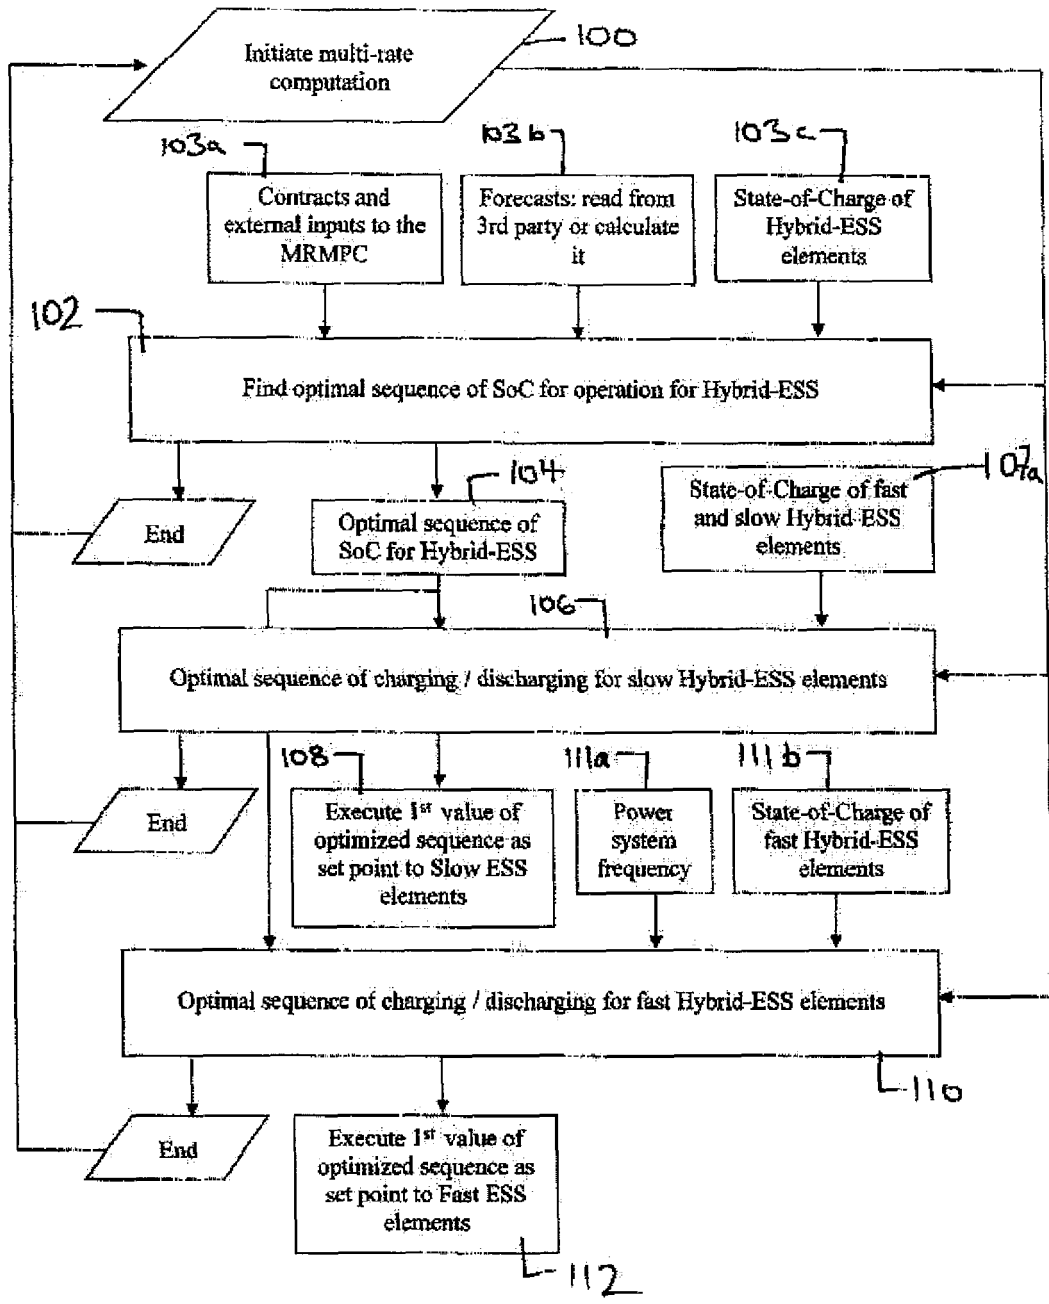 Initiate multi-rate
computation
100
103a
103b
103c
Contracts and
external inputs to the
MRMPC
Forecasts: read from
3rd party or calculate
it
State-of-Charge of
Hybrid-ESS
elements
102
Find optimal sequence of SoC for operation for Hybrid-ESS
End
104
Optimal sequence of
SoC for Hybrid-ESS
State-of-Charge of fast
and slow Hybrid-ESS
elements
107a
106
Optimal sequence of charging / discharging for slow Hybrid-ESS elements
End
108
Execute 1st value of
optimized sequence as
set point to Slow ESS
elements
111a
Power
system
frequency
111b
State-of-Charge of
fast Hybrid-ESS
elements
Optimal sequence of charging / discharging for fast Hybrid-ESS elements
110
End
Execute 1st value of
optimized sequence as
set point to Fast ESS
elements
112